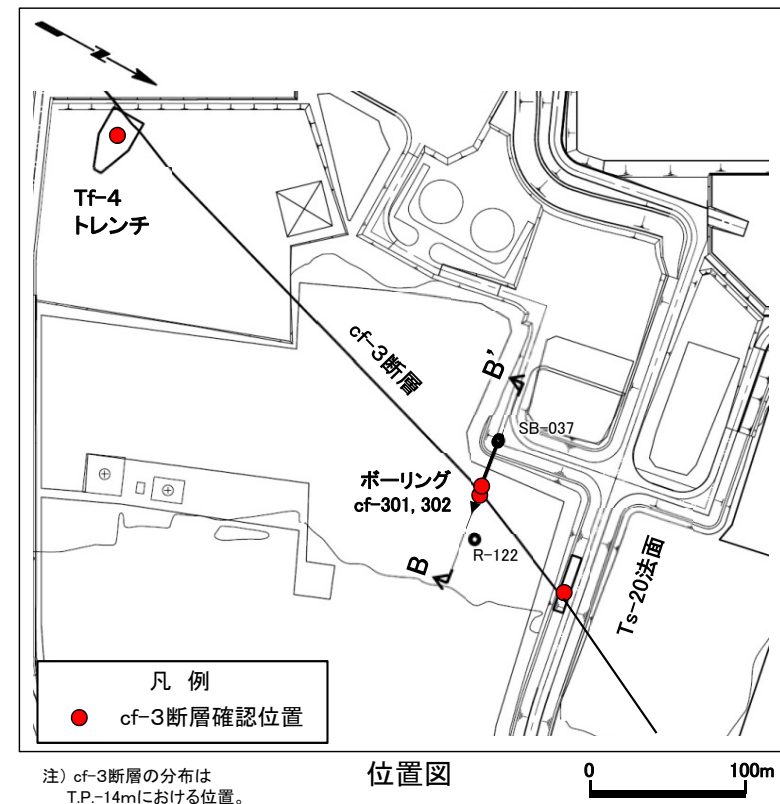 N
Tf-4
トレンチ
cf-3断層
B'
SB-037
ボーリング
cf-301, 302
R-122
B
Ts-20法面
凡 例
cf-3断層確認位置
注) cf-3断層の分布は
T.P.-14mにおける位置。
位置図
0 100m